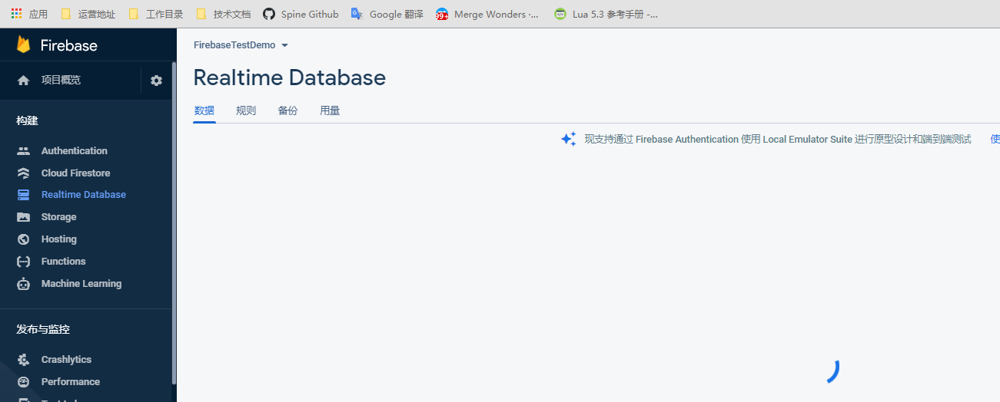 应用 运营地址 工作目录 技术文档 Spine Github Google 翻译 Merge Wonders ·... Lua 5.3 参考手册 -...
Firebase
项目概览
构建
Authentication
Cloud Firestore
Realtime Database
Storage
Hosting
Functions
Machine Learning
发布与监控
Crashlytics
Performance
FirebaseTestDemo
Realtime Database
数据 规则 备份 用量
现支持通过 Firebase Authentication 使用 Local Emulator Suite 进行原型设计和端到端测试 使